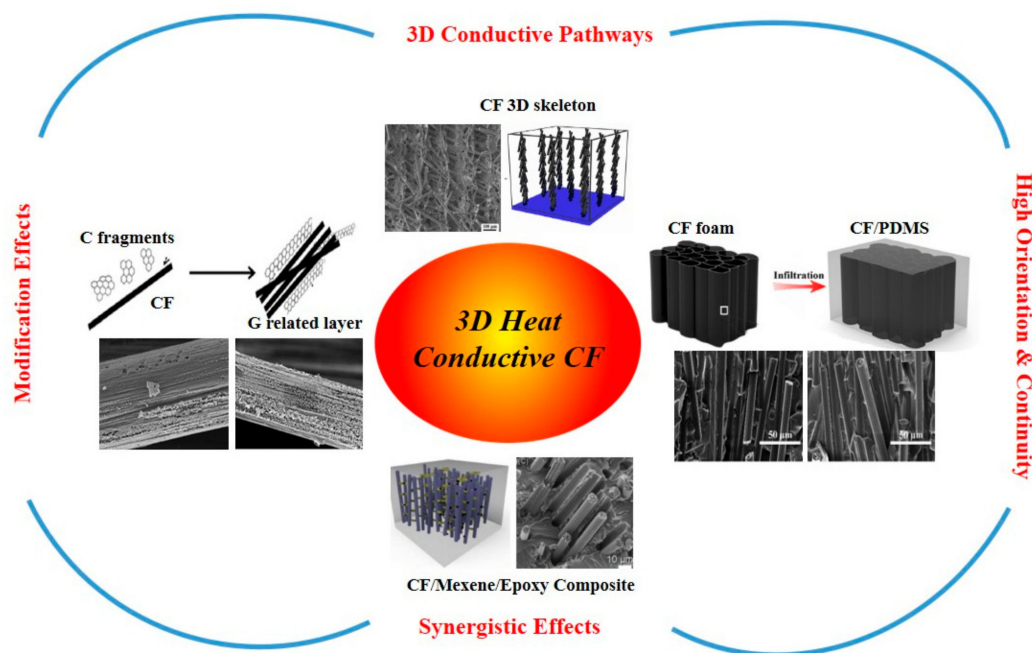 3D Conductive Pathways
CF 3D skeleton
Modification Effects
C fragments
CF
G related layer
3D Heat
Conductive CF
CF foam
CF/PDMS
Infiltration
50 µm
50 µm
High Orientation & Continuity
10 µm
CF/Mexene/Epoxy Composite
Synergistic Effects